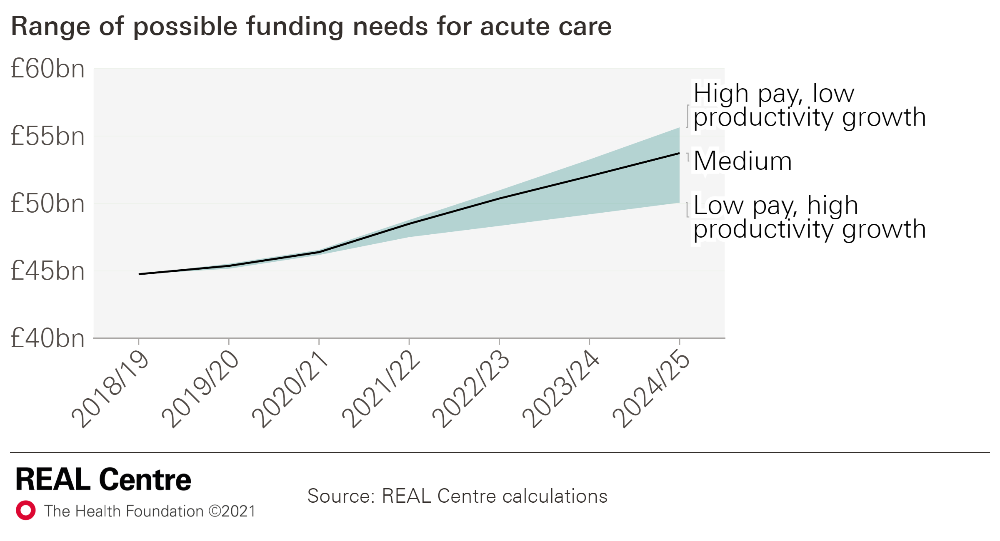 Range of possible funding needs for acute care
£60bn
£55bn
£50bn
£45bn
£40bn
High pay, low
productivity growth
Medium
Low pay, high
productivity growth
2018/19
2019/20
2020/21
2021/22
2022/23
2023/24
2024/25
REAL Centre
The Health Foundation ©2021
Source: REAL Centre calculations